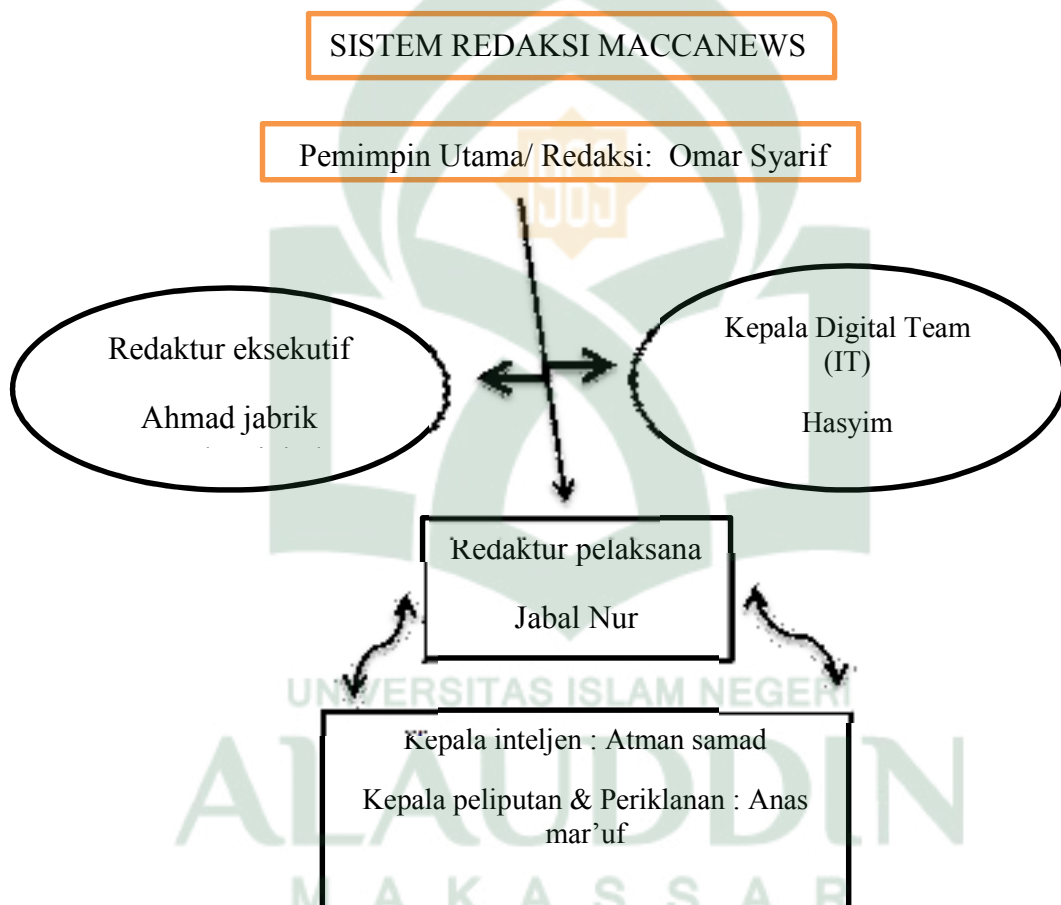 SISTEM REDAKSI MACCANEWS
Pemimpin Utama/ Redaksi: Omar Syarif
1965
Redaktur eksekutif
Ahmad jabrik
Kepala Digital Team
(IT)
Hasyim
Redaktur pelaksana
Jabal Nur
UNIVERSITAS ISLAM NEGERI
Kepala inteljen : Atman samad
Kepala peliputan & Periklanan : Anas
mar’uf
ALAUDDIN
MAKASSAR